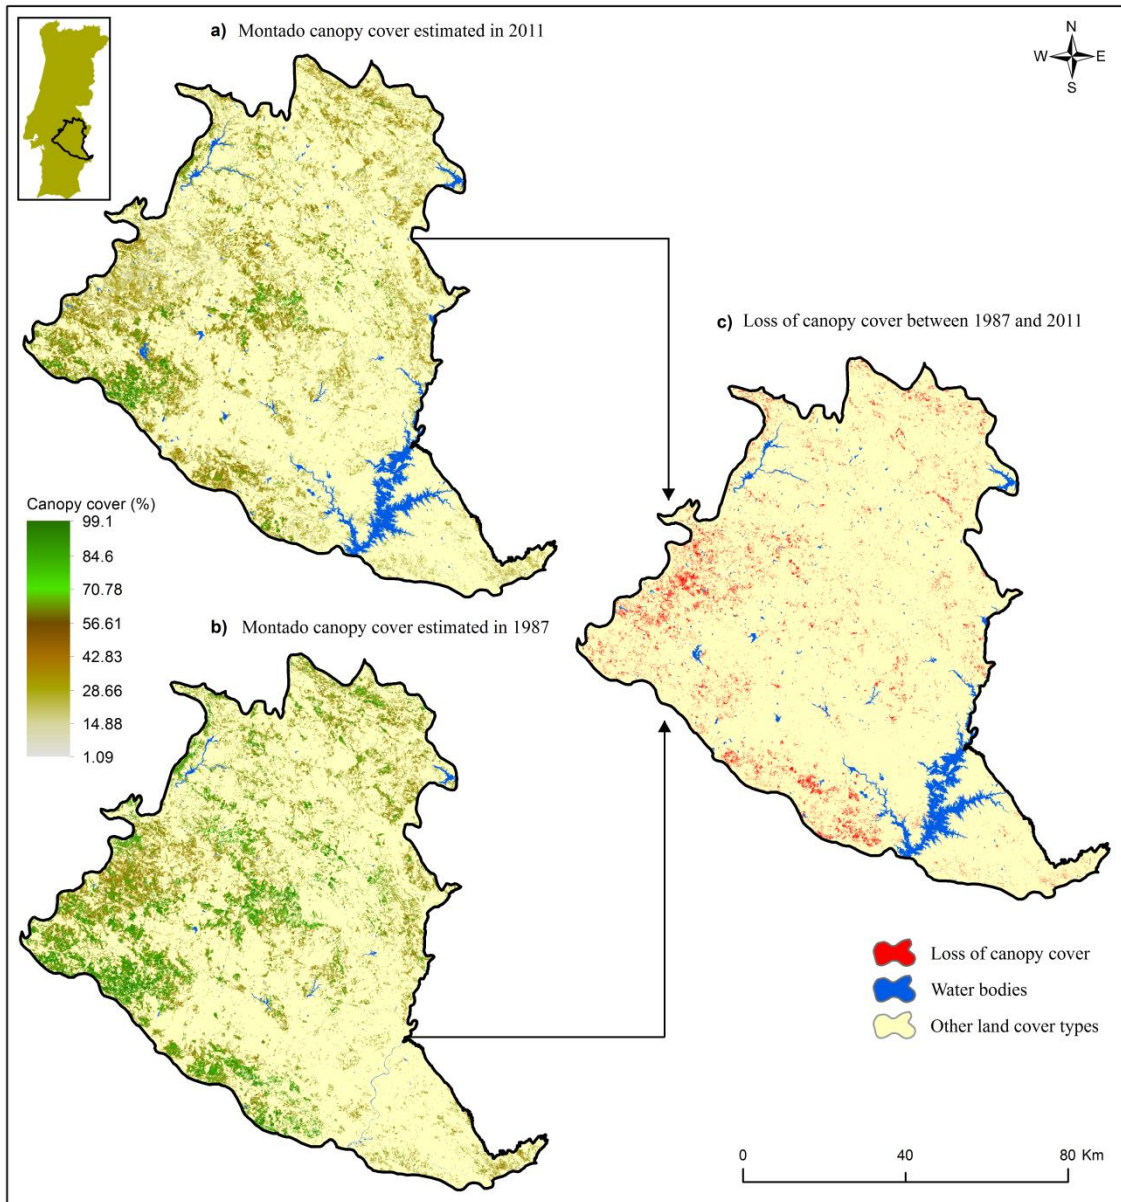 a) Montado canopy cover estimated in 2011
N
W E
S
c) Loss of canopy cover between 1987 and 2011
Canopy cover (%)
99.1
84.6
70.78
56.61
42.83
28.66
14.88
1.09
b) Montado canopy cover estimated in 1987
Loss of canopy cover
Water bodies
Other land cover types
0 40 80 Km